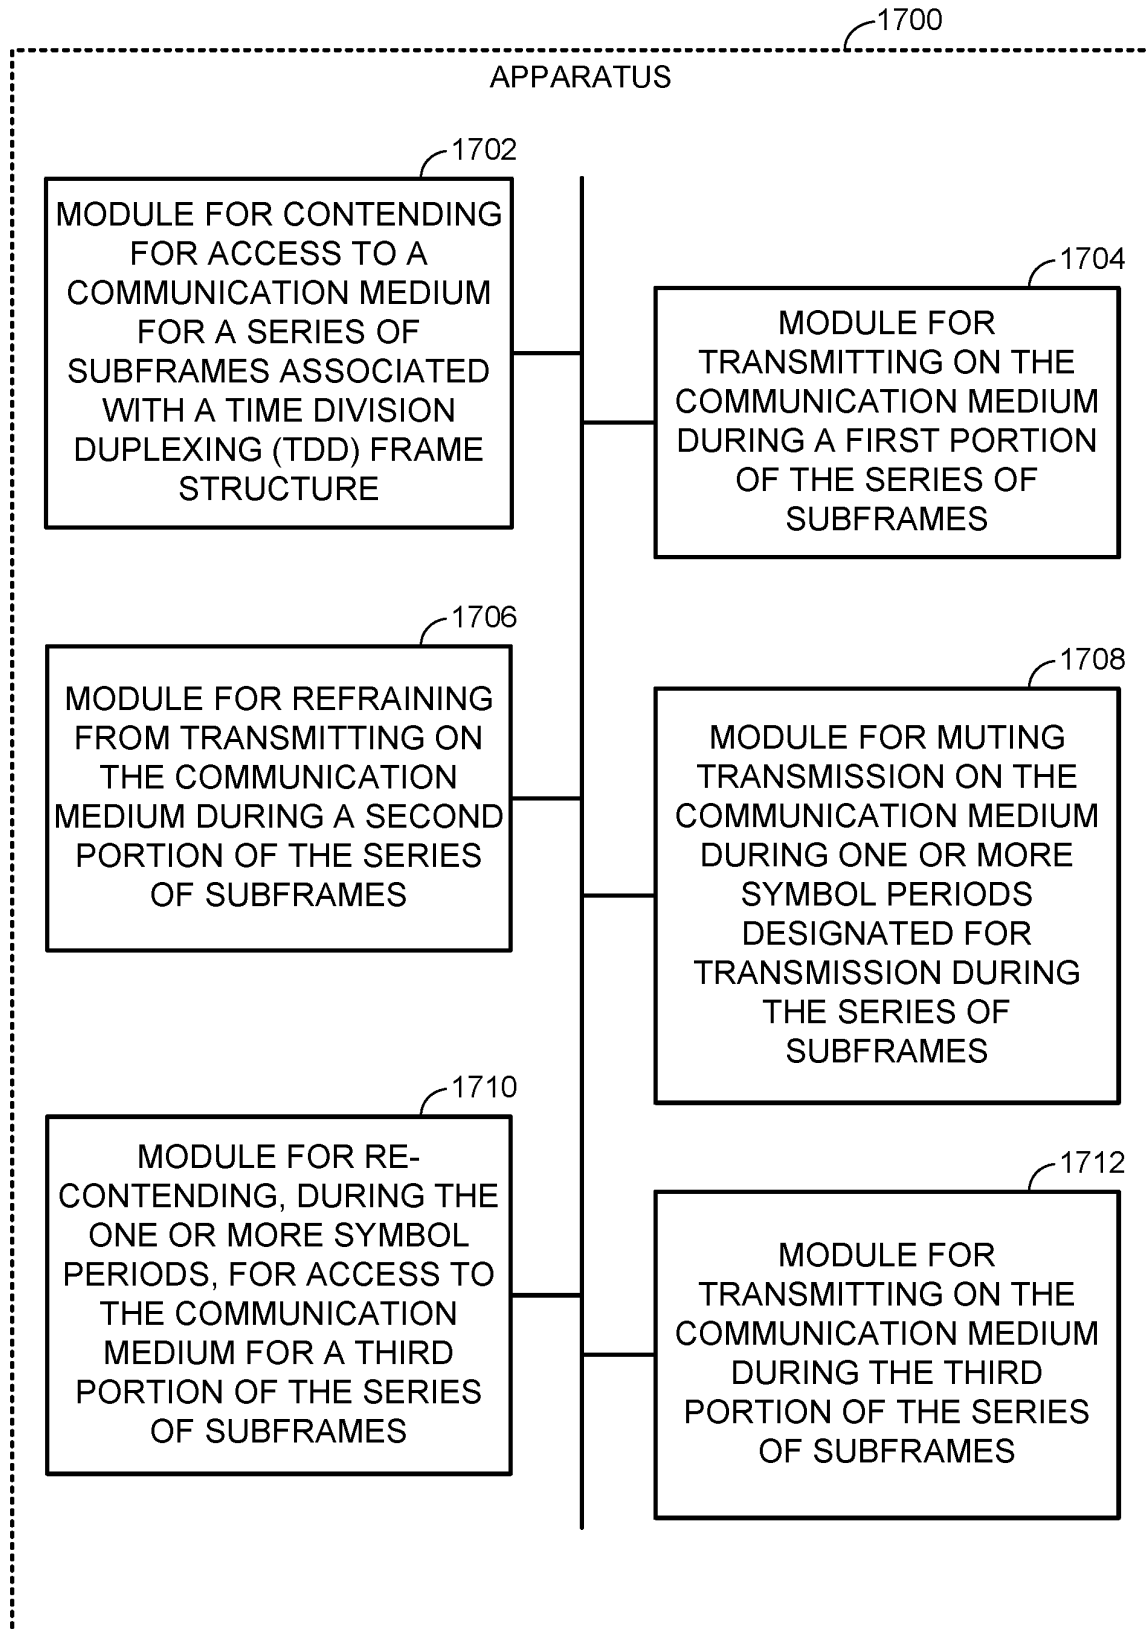 1700
APPARATUS
1702
MODULE FOR CONTENDING
FOR ACCESS TO A
COMMUNICATION MEDIUM
FOR A SERIES OF
SUBFRAMES ASSOCIATED
WITH A TIME DIVISION
DUPLEXING (TDD) FRAME
STRUCTURE
1704
MODULE FOR
TRANSMITTING ON THE
COMMUNICATION MEDIUM
DURING A FIRST PORTION
OF THE SERIES OF
SUBFRAMES
1706
MODULE FOR REFRAINING
FROM TRANSMITTING ON
THE COMMUNICATION
MEDIUM DURING A SECOND
PORTION OF THE SERIES
OF SUBFRAMES
1708
MODULE FOR MUTING
TRANSMISSION ON THE
COMMUNICATION MEDIUM
DURING ONE OR MORE
SYMBOL PERIODS
DESIGNATED FOR
TRANSMISSION DURING
THE SERIES OF
SUBFRAMES
1710
MODULE FOR RE-
CONTENDING, DURING THE
ONE OR MORE SYMBOL
PERIODS, FOR ACCESS TO
THE COMMUNICATION
MEDIUM FOR A THIRD
PORTION OF THE SERIES
OF SUBFRAMES
1712
MODULE FOR
TRANSMITTING ON THE
COMMUNICATION MEDIUM
DURING THE THIRD
PORTION OF THE SERIES
OF SUBFRAMES